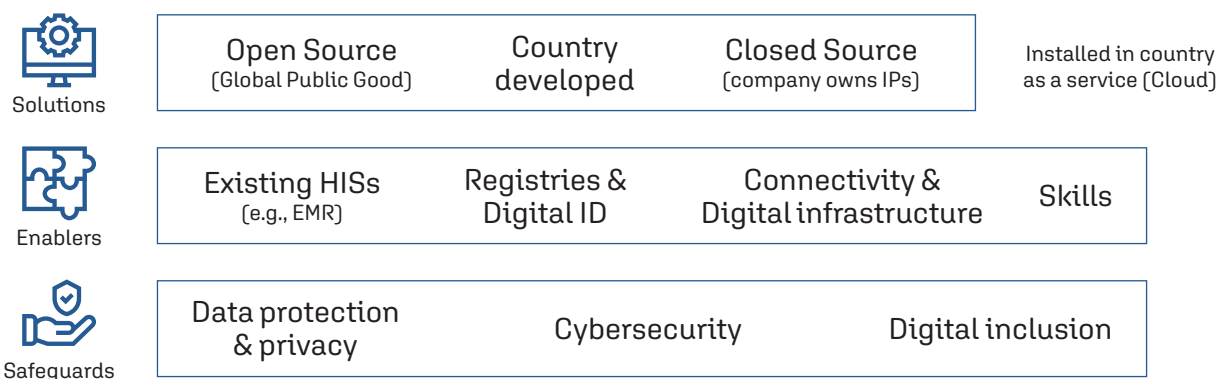 Solutions
Open Source
(Global Public Good)
Country
developed
Closed Source
(company owns IPs)
Installed in country
as a service (Cloud)
Enablers
Existing HISs
(e.g., EMR)
Registries &
Digital ID
Connectivity &
Digital infrastructure
Skills
Safeguards
Data protection
& privacy
Cybersecurity
Digital inclusion